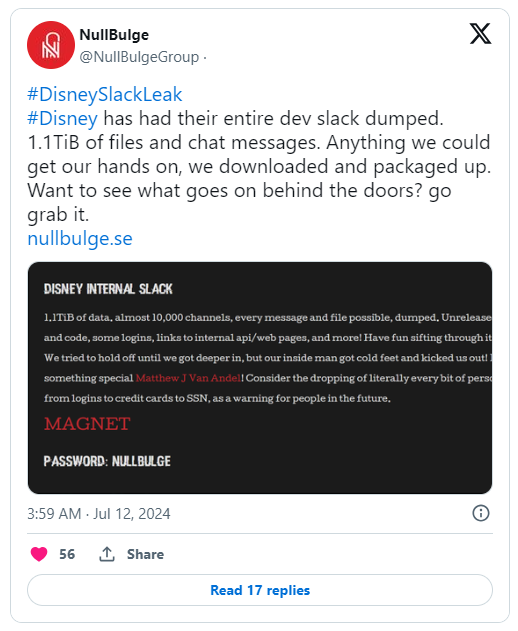 NullBulge
@NullBulgeGroup ·
#DisneySlackLeak
#Disney has had their entire dev slack dumped.
1.1TiB of files and chat messages. Anything we could
get our hands on, we downloaded and packaged up.
Want to see what goes on behind the doors? go
grab it.
nullbulge.se
DISNEY INTERNAL SLACK
1.1TiB of data, almost 10,000 channels, every message and file possible, dumped, Unrelease
and code, some logins, links to internal api/web pages, and more! Have fun sifting through it
We tried to hold off until we got deeper in, but our inside man got cold feet and kicked us out!
something special Matthew J Van Andel! Consider the dropping of literally every bit of perso
from logins to credit cards to SSN, as a warning for people in the future.
MAGNET
PASSWORD: NULLBULGE
3:59 AM · Jul 12, 2024
56 Share
Read 17 replies